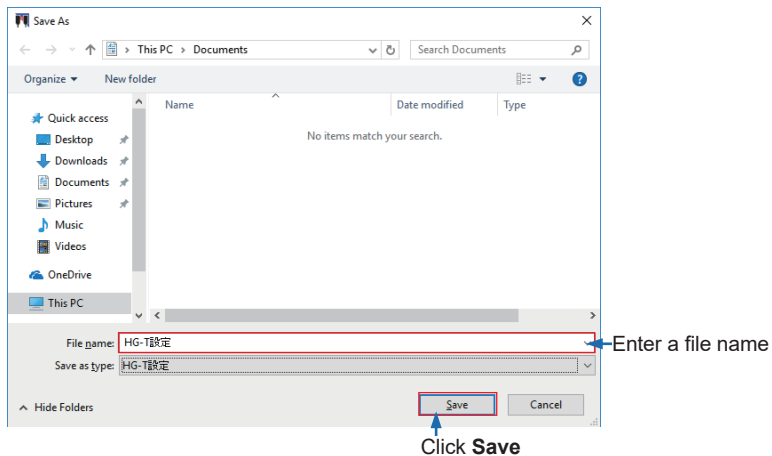 Save As
This PC › Documents
Search Documents
Organize
New folder
Name
Date modified
Type
No items match your search.
Quick access
Desktop
Downloads
Documents
Pictures
Music
Videos
OneDrive
This PC
File name: HG-T設定
Enter a file name
Save as type: HG-T設定
Hide Folders
Save
Cancel
Click Save